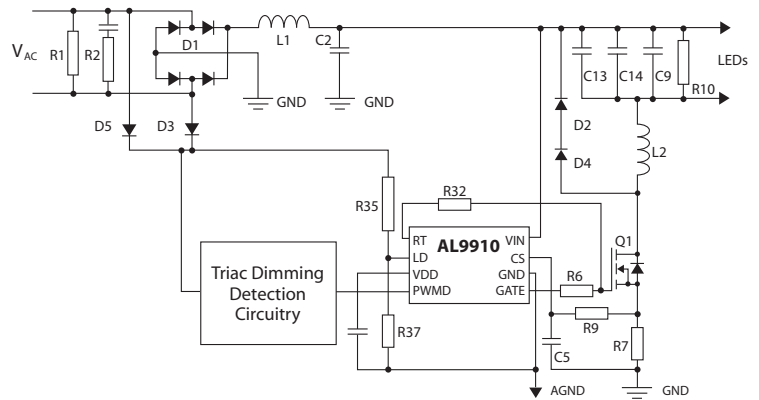 V AC
R1
R2
D1
L1
C2
GND
GND
C13
C14
C9
R10
LEDs
D5
D3
D2
D4
L2
R35
R32
AL9910
RT
LD
VDD
PWMD
VIN
CS
GND
GATE
Q1
R6
Triac Dimming
Detection
Circuitry
R37
C5
R9
R7
AGND
GND